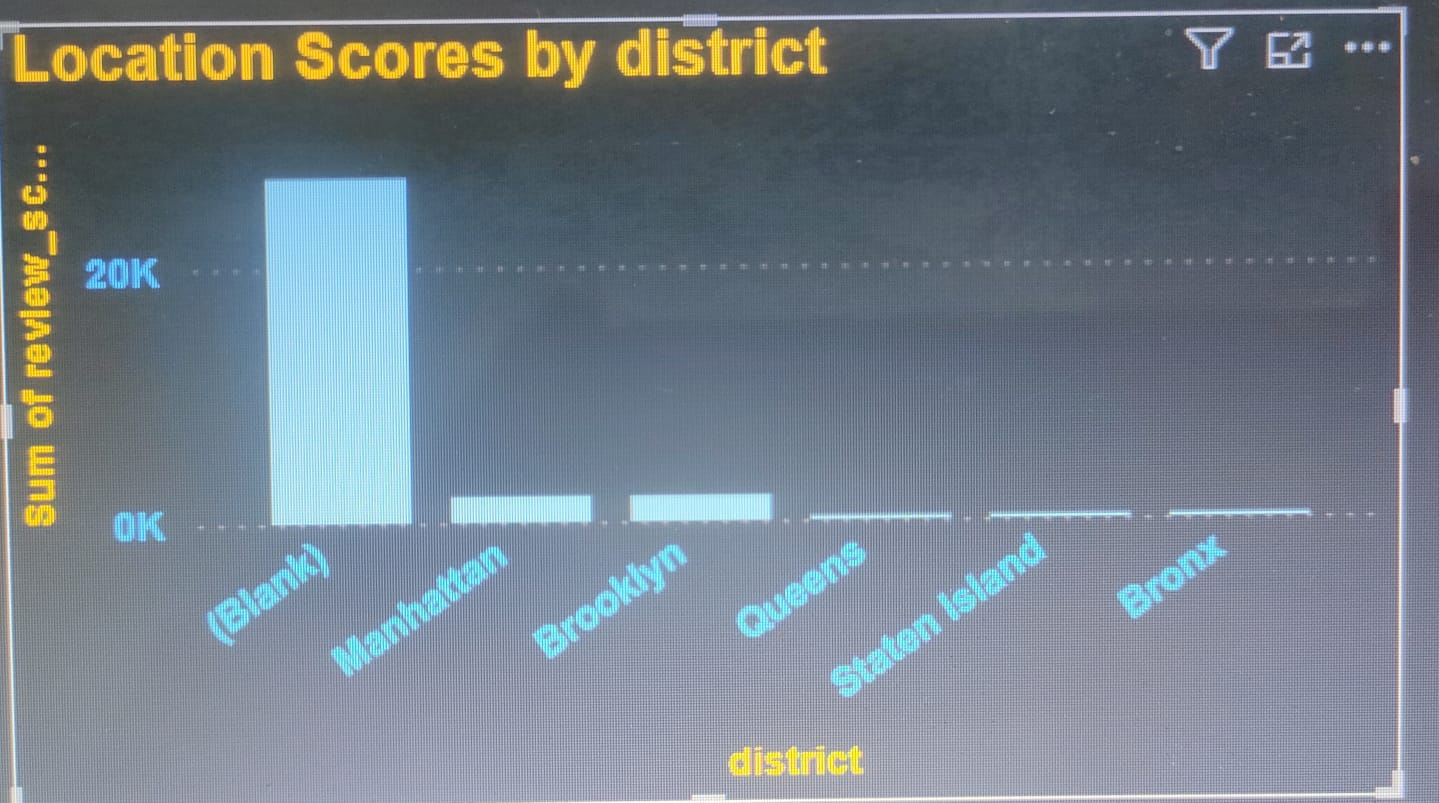 Location Scores by district
Sum of review_sc...
20K
0K
(Blank)
Manhattan
Brooklyn
Queens
Staten Island
Bronx
district